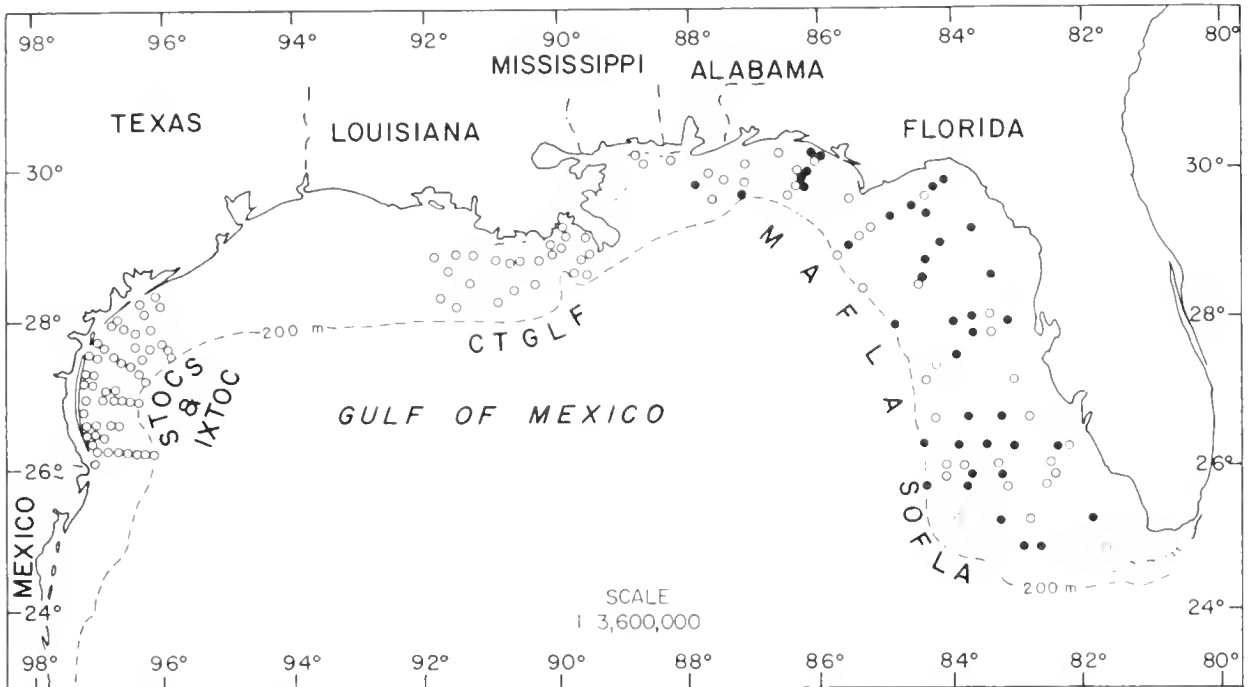 98° 96° 94° 92° 90° 88° 86° 84° 82° 80°
MISSISSIPPI ALABAMA
TEXAS LOUISIANA FLORIDA
30° 30°
MAFLA
28° 200 m CTGLF 28°
STOCS & IXTOC
GULF OF MEXICO
26° 26°
SOFLA
MEXICO
200 m
24° SCALE 24°
1 3,600,000
98° 96° 94° 92° 90° 88° 86° 84° 82° 80°